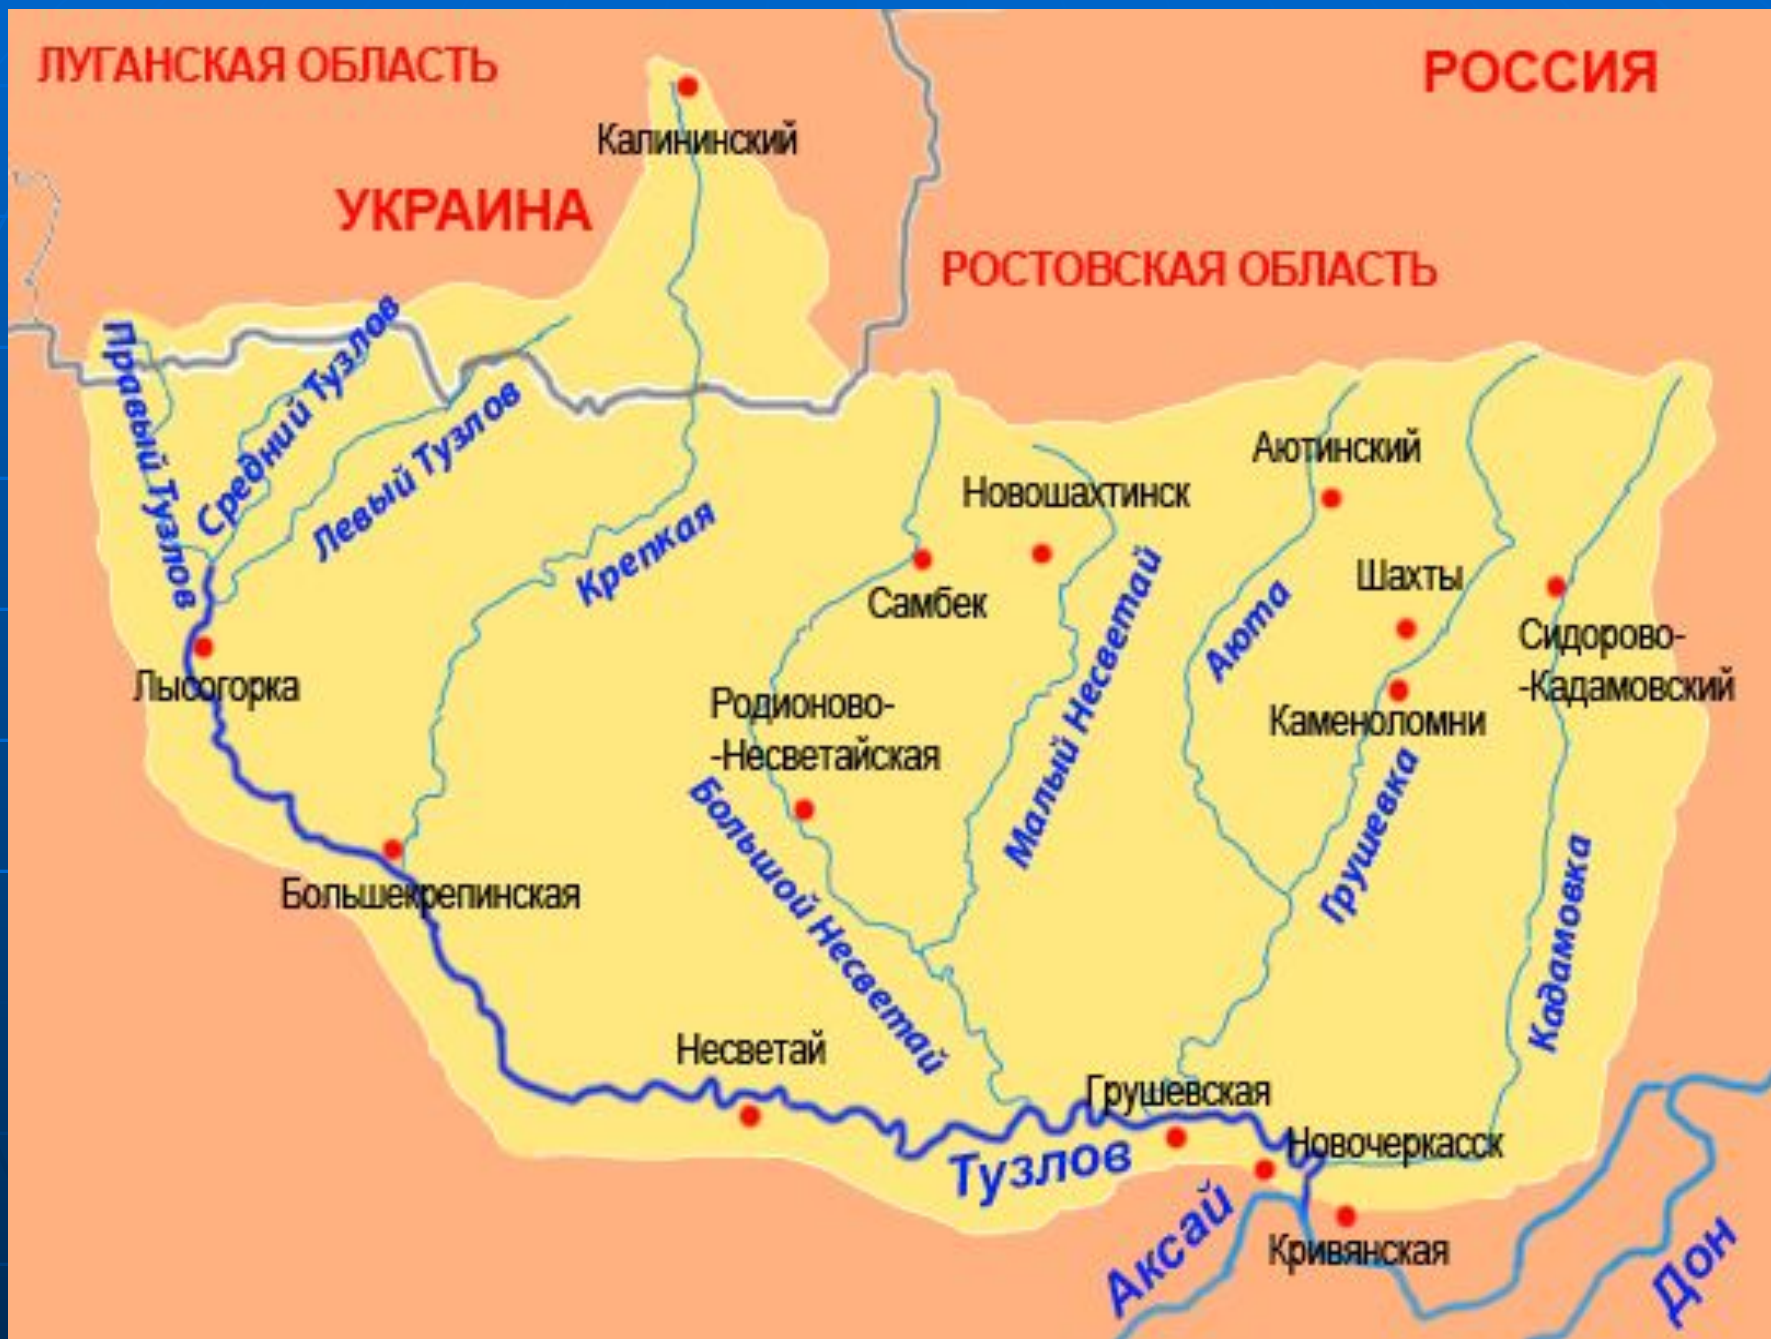 ЛУГАНСКАЯ ОБЛАСТЬ
РОССИЯ
Калининский
УКРАИНА
РОСТОВСКАЯ ОБЛАСТЬ
Правый Тузлов
Средний Тузлов
Левый Тузлов
Крепкая
Аютинский
Новошахтинск
Шахты
Самбек
Малый Несветай
Аюта
Сидорово-
-Кадамовский
Лысогорка
Родионово-
-Несветайская
Каменоломни
Грушевка
Большой Несветай
Кадамовка
Большекрепинская
Несветай
Грушевская
Новочеркасск
Тузлов
Аксай
Кривянская
Дон